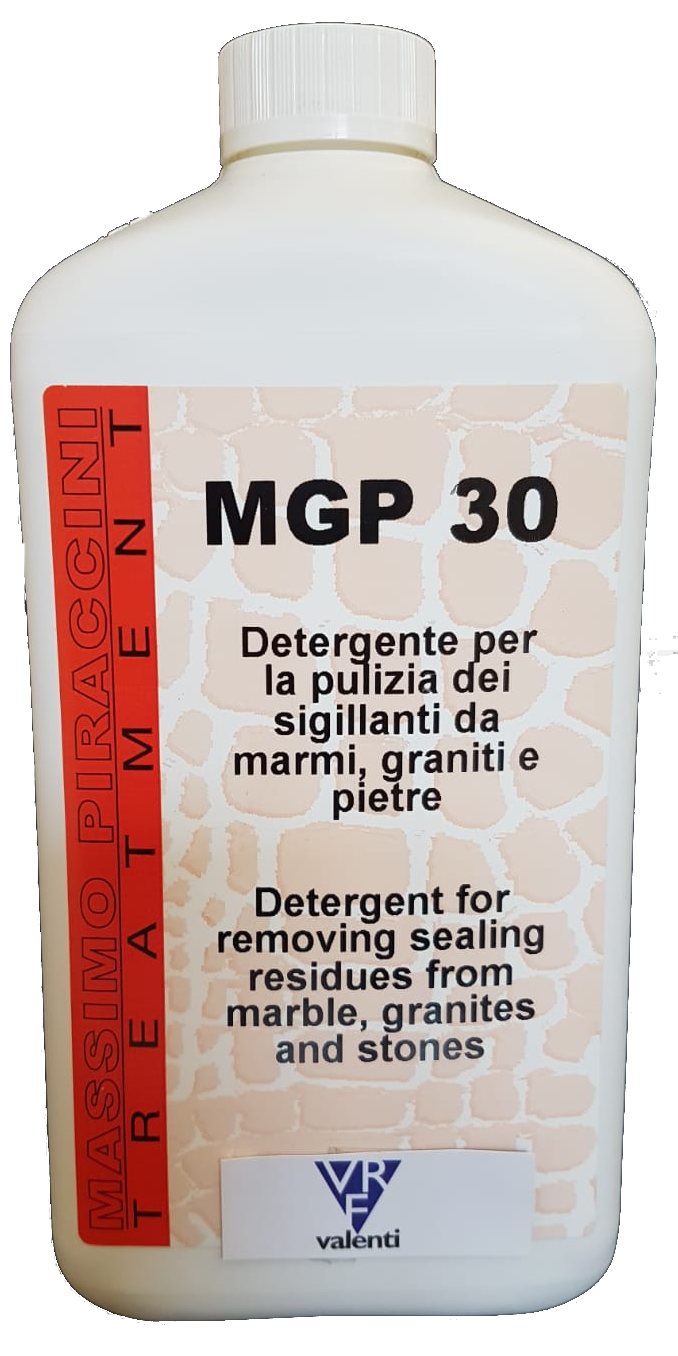 MASSIMO PIRACCINI
TREATMENT
MGP 30
Detergente per
la pulizia dei
sigillanti da
marmi, graniti e
pietre
Detergent for
removing sealing
residues from
marble, granites
and stones
VRF
valenti